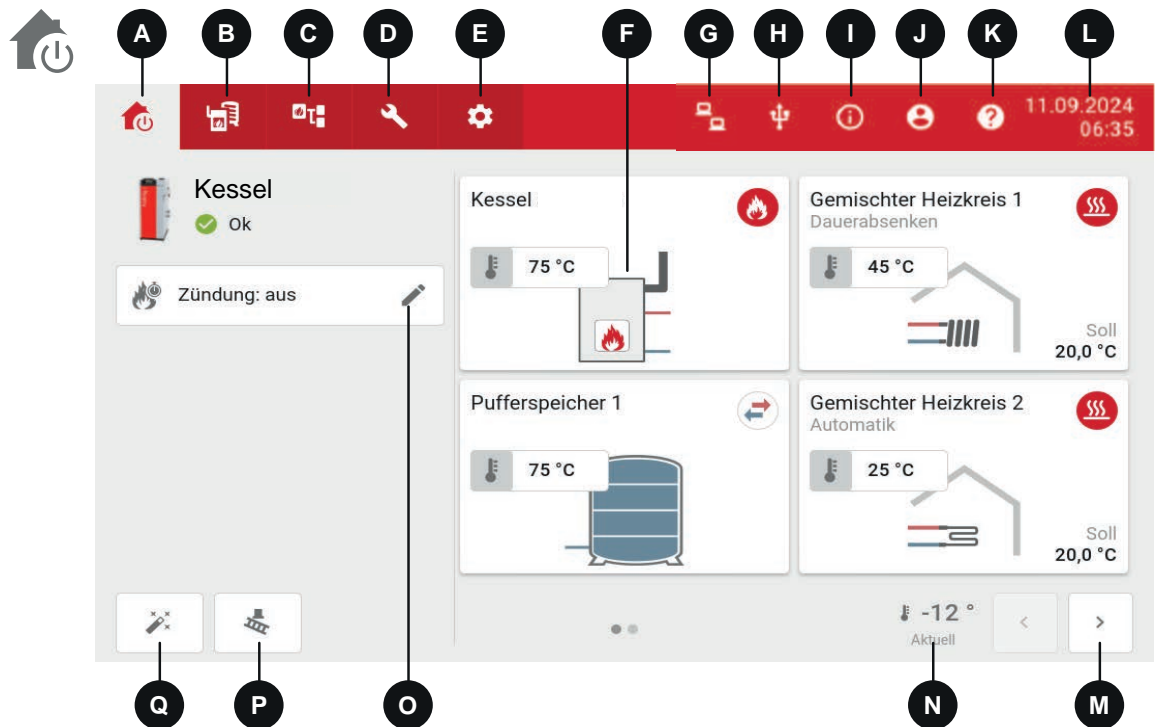 A B C D E F G H I J K L
11.09.2024
06:35
Kessel
Ok
Zündung: aus
Kessel
75 °C
Gemischter Heizkreis 1
Dauerabsenken
45 °C
Soll
20,0 °C
Pufferspeicher 1
75 °C
Gemischter Heizkreis 2
Automatik
25 °C
Soll
20,0 °C
-12 °
Aktuell
Q P O N M